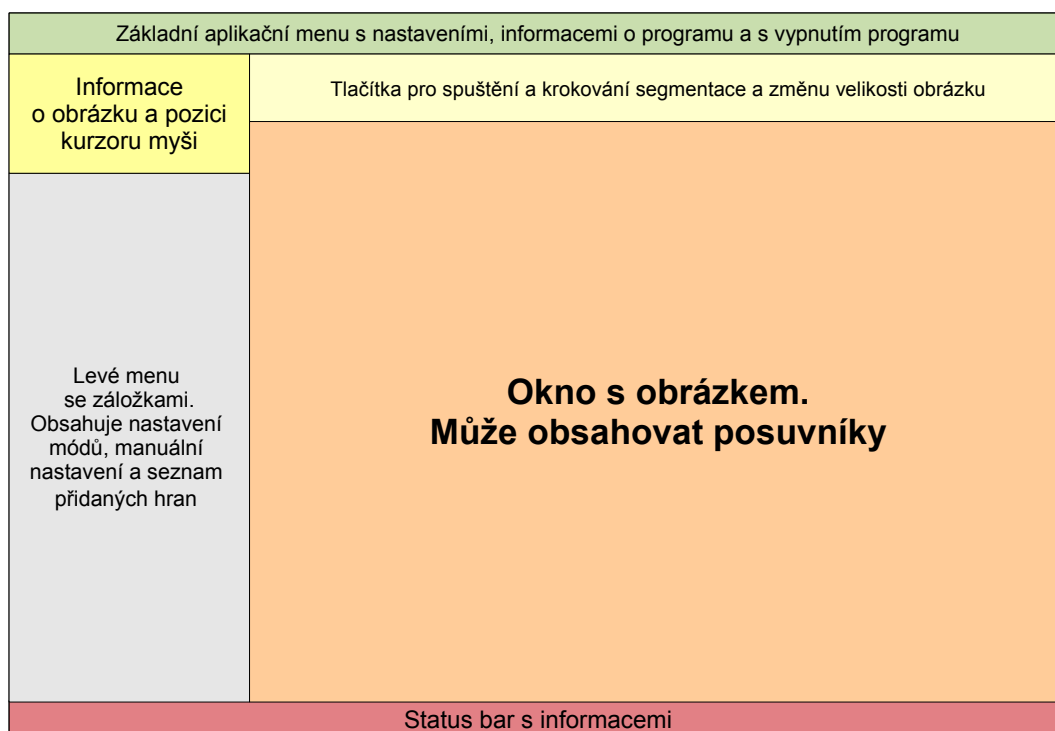 Základní aplikační menu s nastaveními, informacemi o programu a s vypnutím programu
Informace
o obrázku a pozici
kurzoru myši
Tlačítka pro spuštění a krokování segmentace a změnu velikosti obrázku
Levé menu
se záložkami.
Obsahuje nastavení
módů, manuální
nastavení a seznam
přidaných hran
Okno s obrázkem.
Může obsahovat posuvníky
Status bar s informacemi